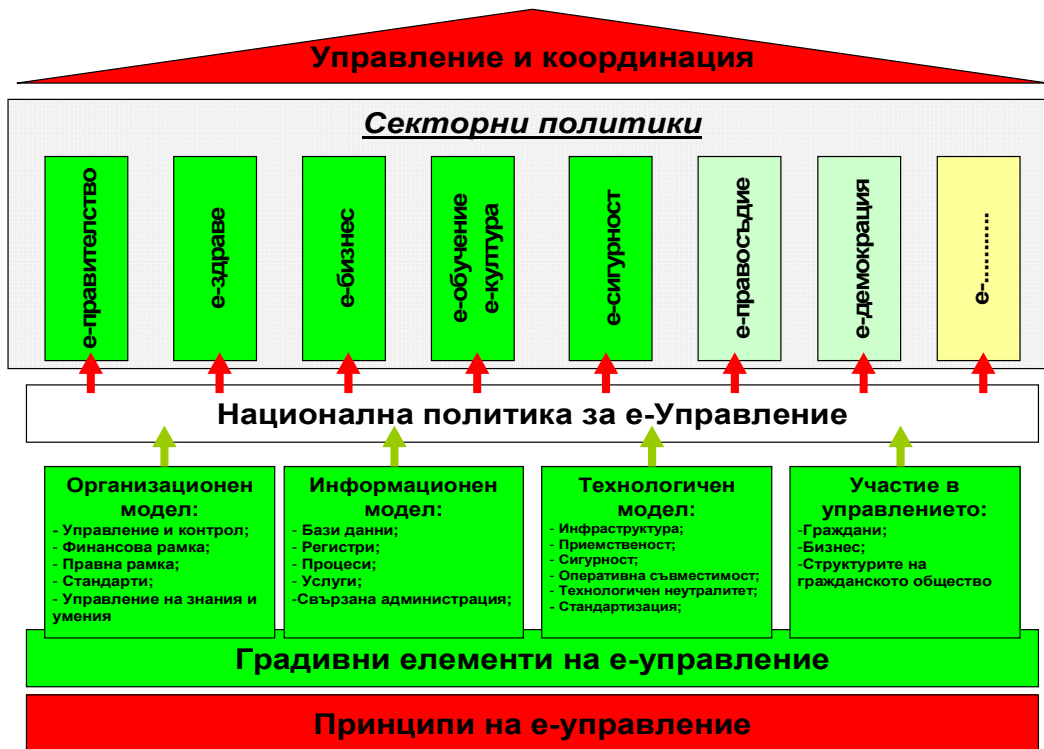 Управление и координация
Секторни политики
е-правителство
е-здраве
е-бизнес
е-обучение
е-култура
е-сигурност
е-правосъдие
е-демокрация
е-...........
Национална политика за е-Управление
Организационен
модел:
- Управление и контрол;
- Финансова рамка;
- Правна рамка;
- Стандарти;
- Управление на знания и
умения
Информационен
модел:
- Бази данни;
- Регистри;
- Процеси;
- Услуги;
-Свързана администрация;
Технологичен
модел:
- Инфраструктура;
- Приемственост;
- Сигурност;
- Оперативна съвместимост;
- Технологичен неутралитет;
- Стандартизация;
Участие в
управлението:
-Граждани;
-Бизнес;
-Структурите на
гражданското общество
Градивни елементи на е-управление
Принципи на е-управление